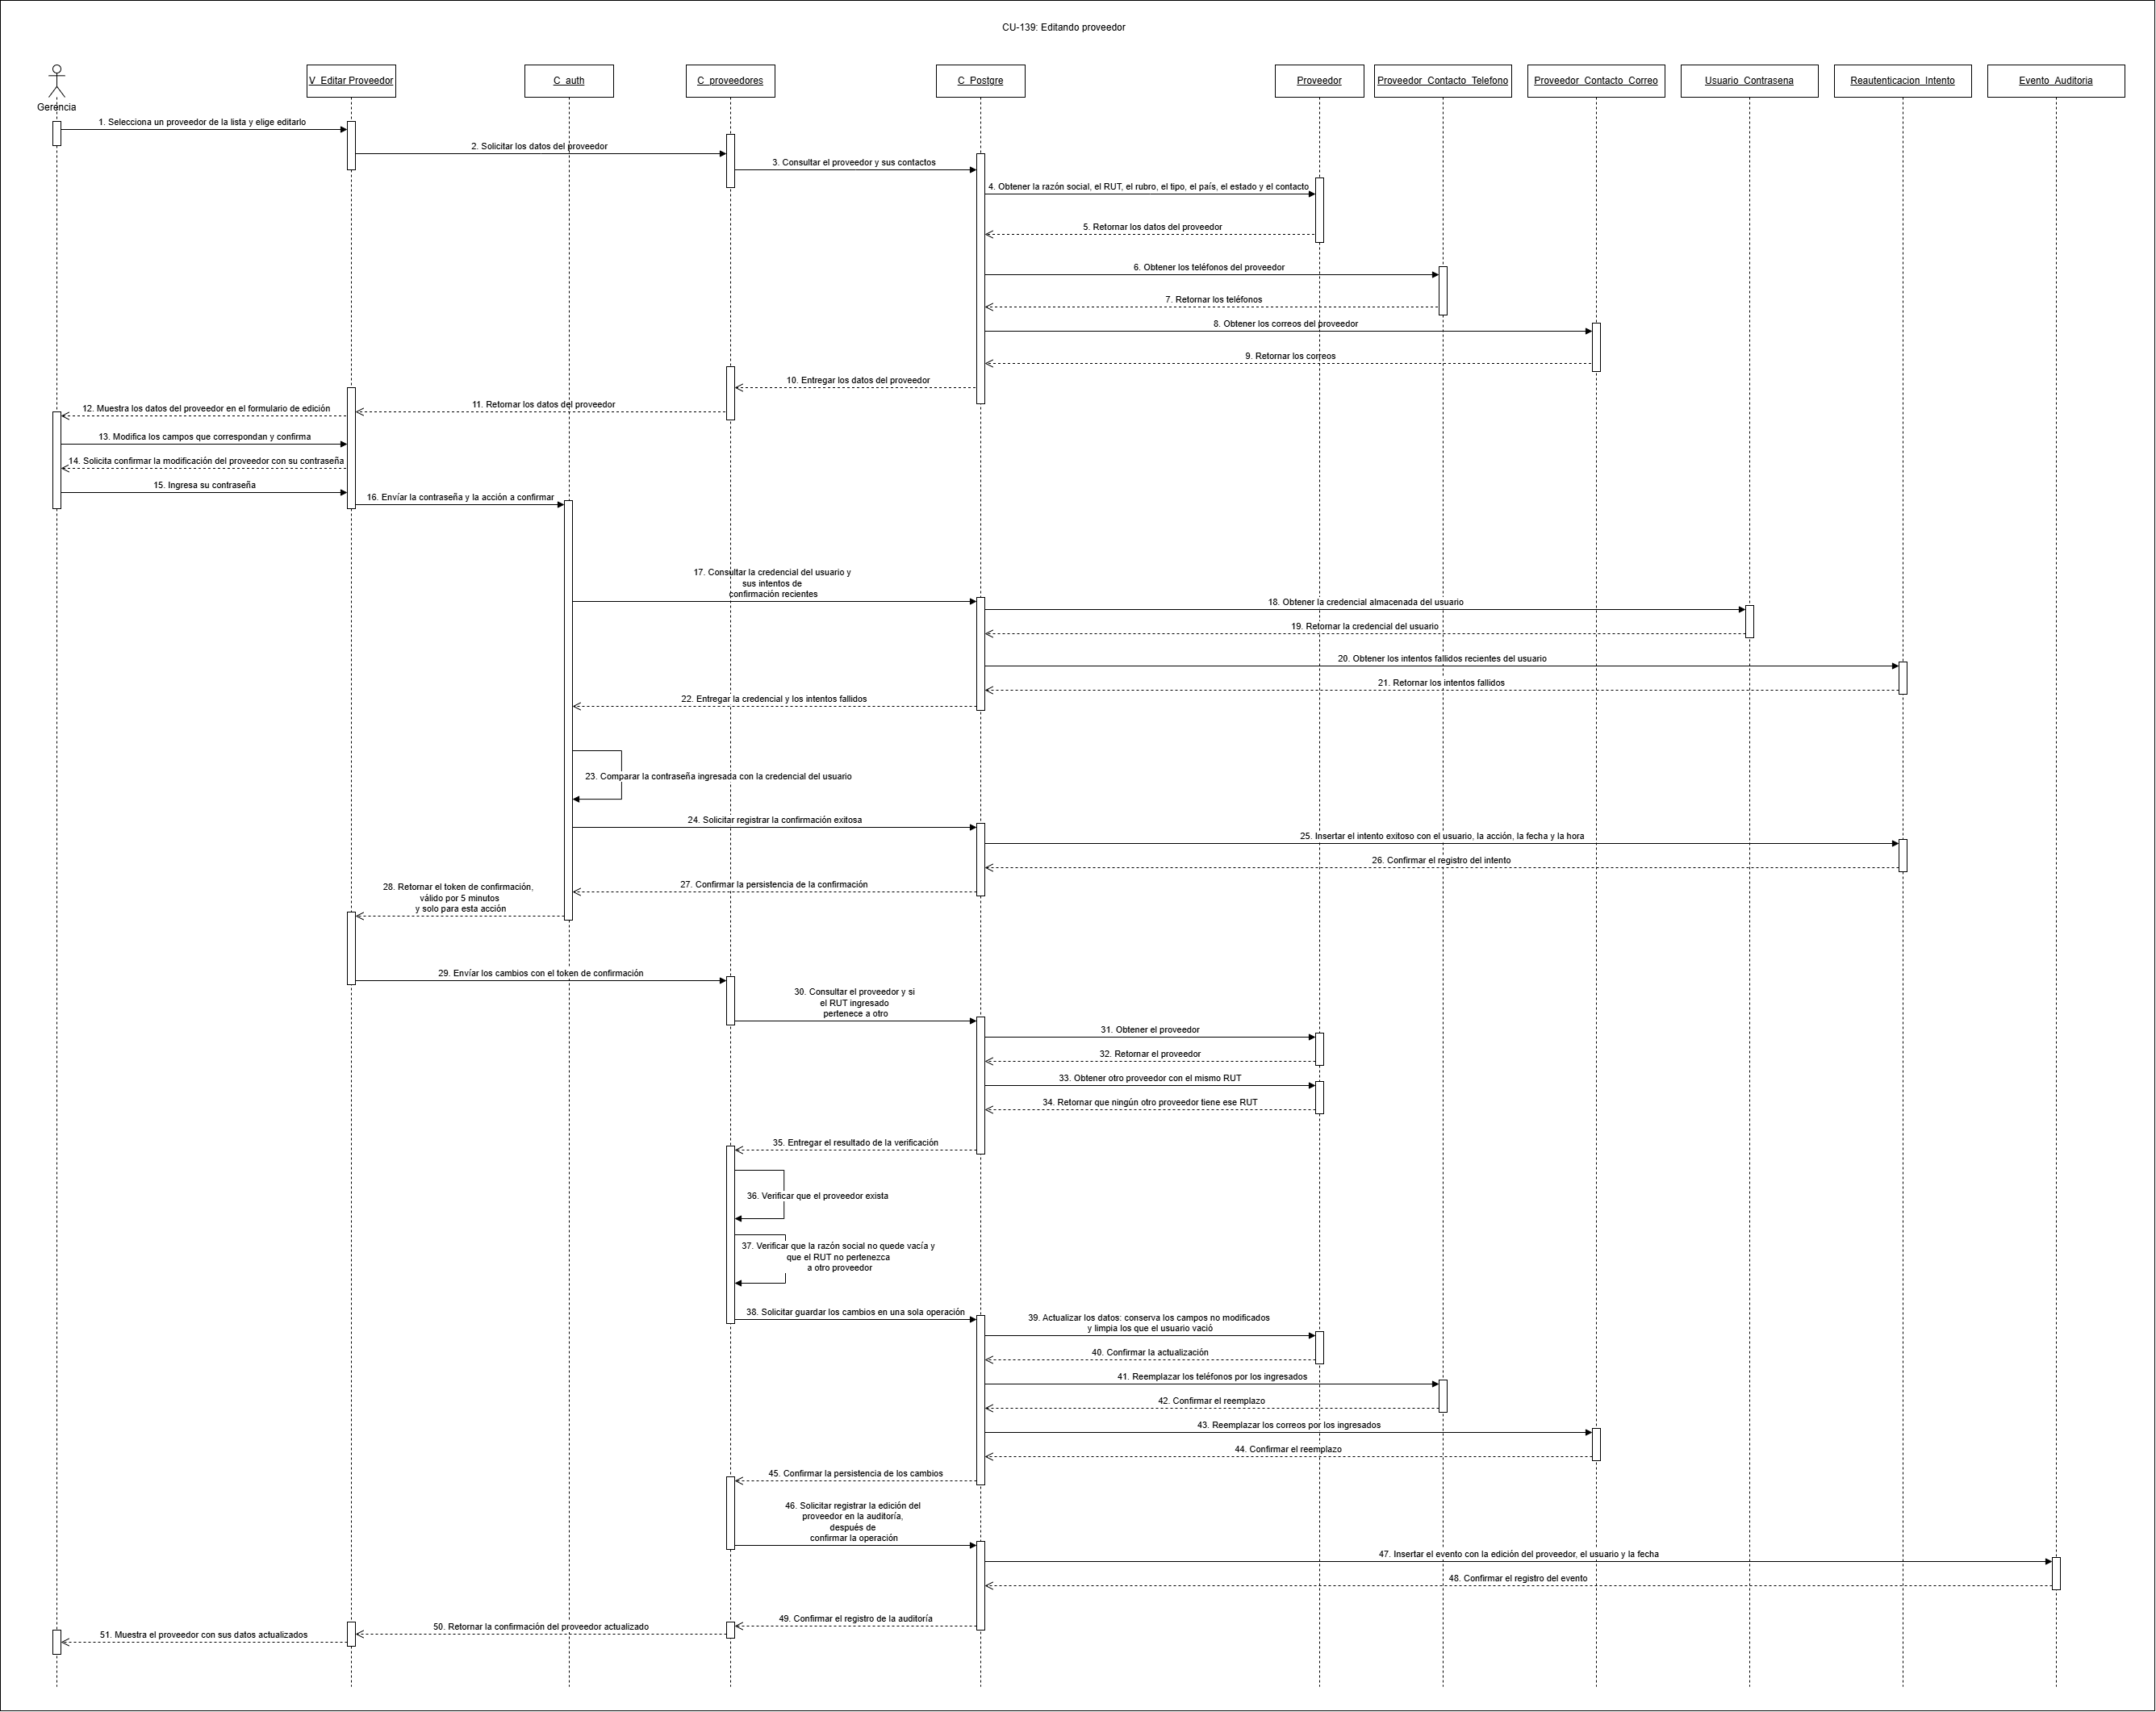 CU-139: Editando proveedor
Gerencia
V_Editar Proveedor
C_auth
C_proveedores
C_Postgre
Proveedor
Proveedor_Contacto_Telefono
Proveedor_Contacto_Correo
Usuario_Contrasena
Reautenticacion_Intento
Evento_Auditoria
1. Selecciona un proveedor de la lista y elige editarlo
2. Solicitar los datos del proveedor
3. Consultar el proveedor y sus contactos
4. Obtener la razón social, el RUT, el rubro, el tipo, el país, el estado y el contacto
5. Retornar los datos del proveedor
6. Obtener los teléfonos del proveedor
7. Retornar los teléfonos
8. Obtener los correos del proveedor
9. Retornar los correos
10. Entregar los datos del proveedor
11. Retornar los datos del proveedor
12. Muestra los datos del proveedor en el formulario de edición
13. Modifica los campos que correspondan y confirma
14. Solicita confirmar la modificación del proveedor con su contraseña
15. Ingresa su contraseña
16. Envíar la contraseña y la acción a confirmar
17. Consultar la credencial del usuario y
sus intentos de
confirmación recientes
18. Obtener la credencial almacenada del usuario
19. Retornar la credencial del usuario
20. Obtener los intentos fallidos recientes del usuario
21. Retornar los intentos fallidos
22. Entregar la credencial y los intentos fallidos
23. Comparar la contraseña ingresada con la credencial del usuario
24. Solicitar registrar la confirmación exitosa
25. Insertar el intento exitoso con el usuario, la acción, la fecha y la hora
26. Confirmar el registro del intento
27. Confirmar la persistencia de la confirmación
28. Retornar el token de confirmación,
válido por 5 minutos
y solo para esta acción
29. Envíar los cambios con el token de confirmación
30. Consultar el proveedor y si
el RUT ingresado
pertenece a otro
31. Obtener el proveedor
32. Retornar el proveedor
33. Obtener otro proveedor con el mismo RUT
34. Retornar que ningún otro proveedor tiene ese RUT
35. Entregar el resultado de la verificación
36. Verificar que el proveedor exista
37. Verificar que la razón social no quede vacía y
que el RUT no pertenezca
a otro proveedor
38. Solicitar guardar los cambios en una sola operación
39. Actualizar los datos: conserva los campos no modificados
y limpia los que el usuario vació
40. Confirmar la actualización
41. Reemplazar los teléfonos por los ingresados
42. Confirmar el reemplazo
43. Reemplazar los correos por los ingresados
44. Confirmar el reemplazo
45. Confirmar la persistencia de los cambios
46. Solicitar registrar la edición del
proveedor en la auditoría,
después de
confirmar la operación
47. Insertar el evento con la edición del proveedor, el usuario y la fecha
48. Confirmar el registro del evento
49. Confirmar el registro de la auditoría
50. Retornar la confirmación del proveedor actualizado
51. Muestra el proveedor con sus datos actualizados